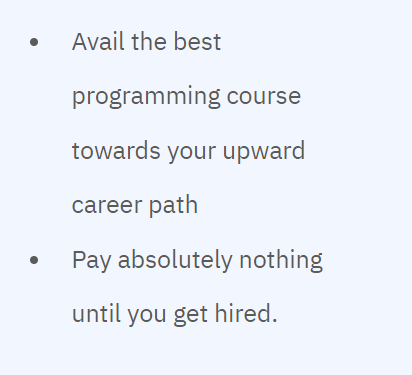 • Avail the best
programming course
towards your upward
career path
• Pay absolutely nothing
until you get hired.